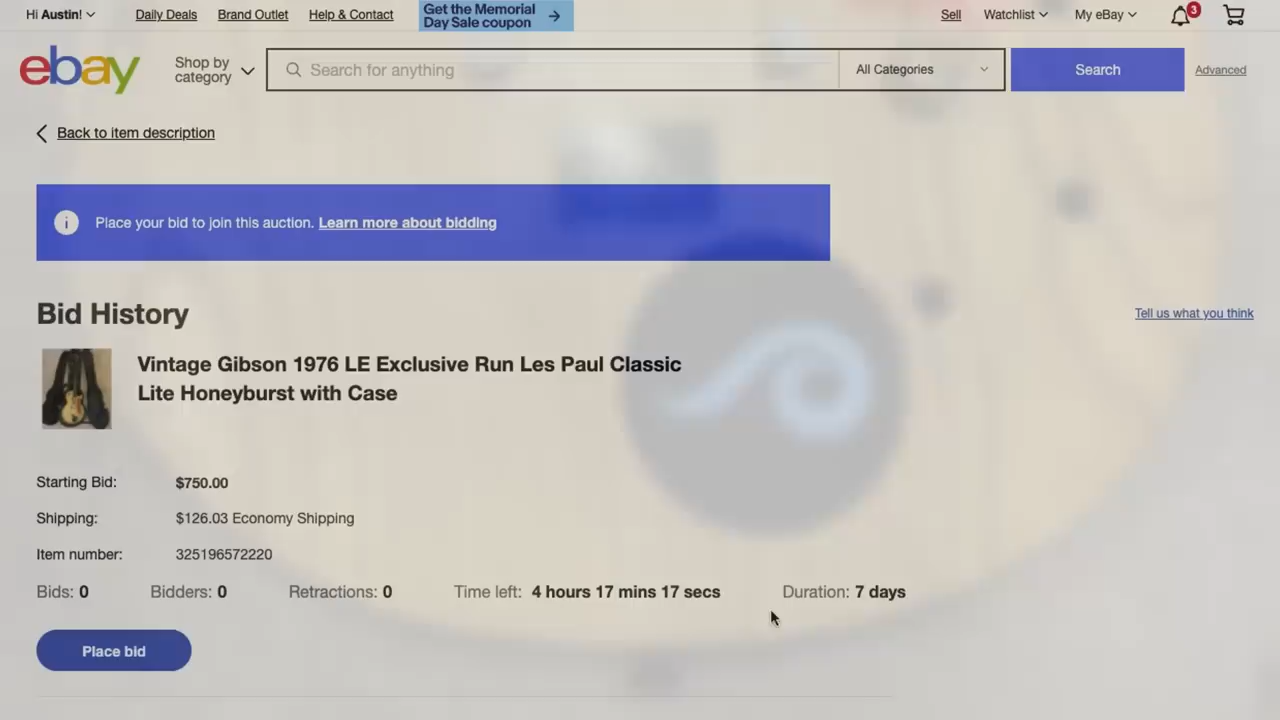 Hi Austin!
Daily Deals
Brand Outlet
Help & Contact
Get the Memorial
Day Sale coupon
Sell
Watchlist
My eBay
3
ebay
Shop by
category
Search for anything
All Categories
Search
Advanced
Back to item description
i Place your bid to join this auction. Learn more about bidding
Bid History
Tell us what you think
Vintage Gibson 1976 LE Exclusive Run Les Paul Classic
Lite Honeyburst with Case
Starting Bid: $750.00
Shipping: $126.03 Economy Shipping
Item number: 325196572220
Bids: 0 Bidders: 0 Retractions: 0 Time left: 4 hours 17 mins 17 secs Duration: 7 days
Place bid